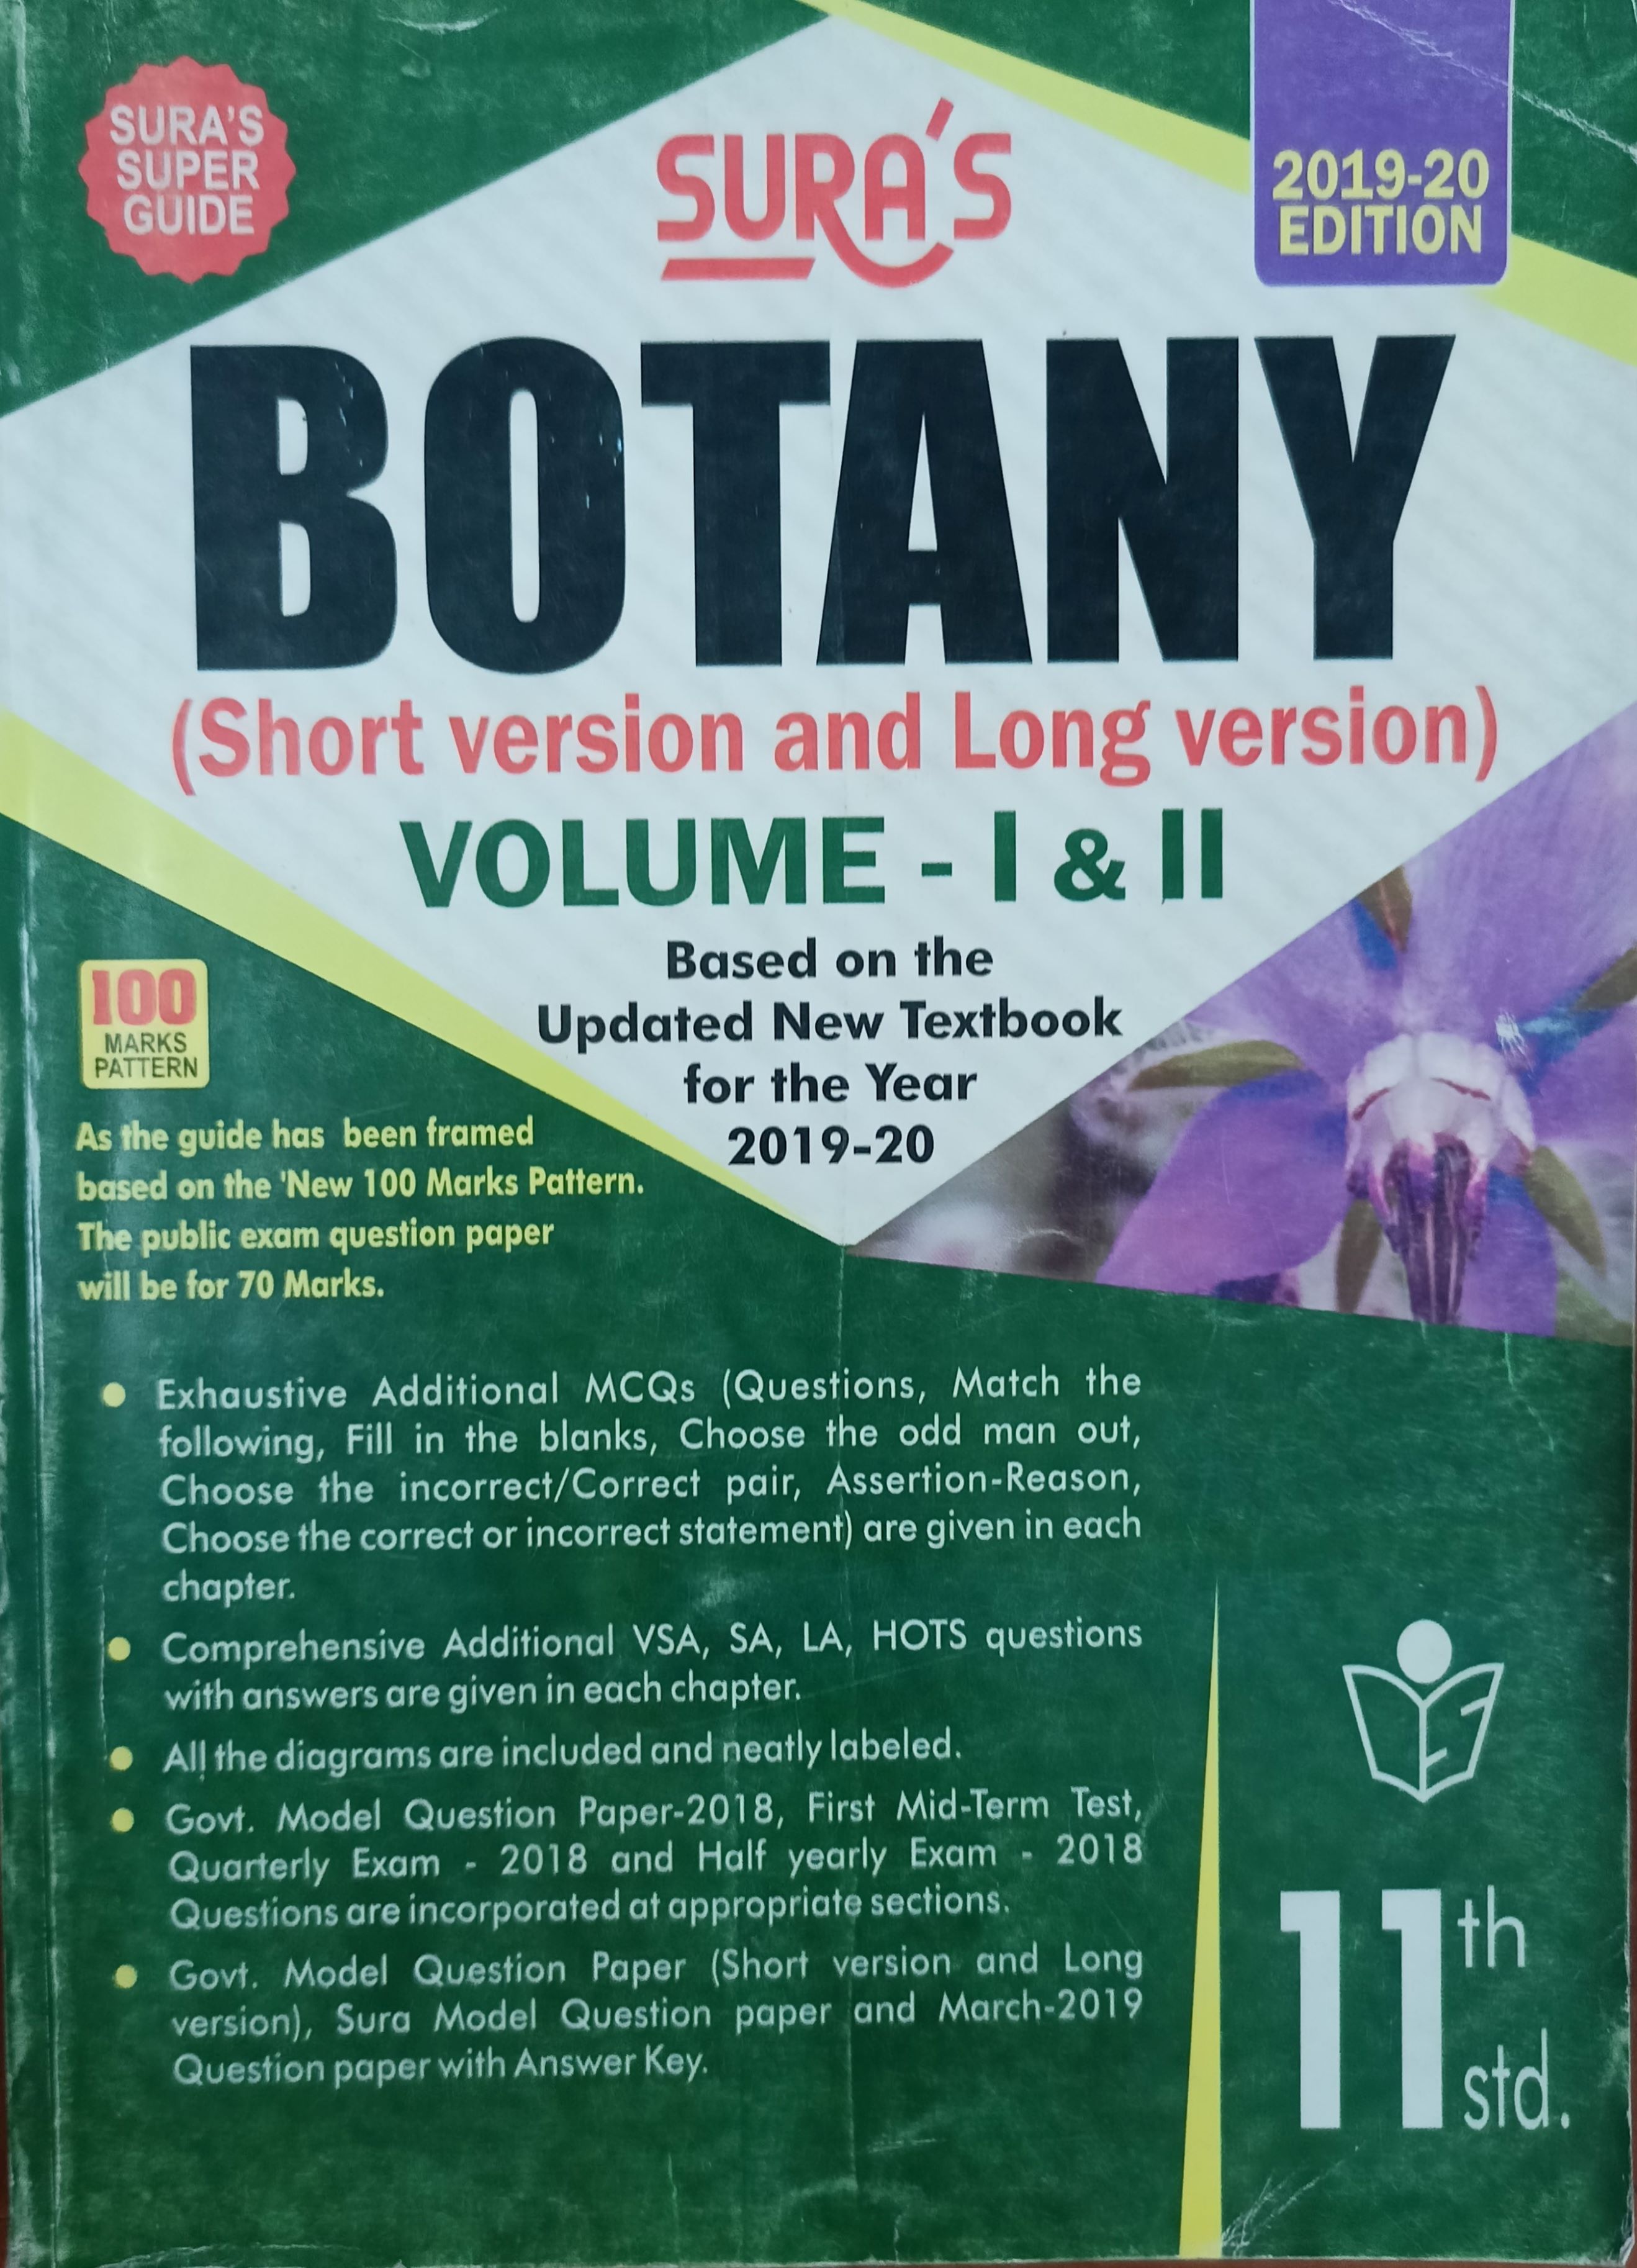 SURA'S
SUPER
GUIDE
SURA'S
2019-20
EDITION
BOTANY
(Short version and Long version)
VOLUME - I & II
Based on the
Updated New Textbook
for the Year
2019-20
100
MARKS
PATTERN
As the guide has been framed
based on the 'New 100 Marks Pattern.
The public exam question paper
will be for 70 Marks.
• Exhaustive Additional MCQs (Questions, Match the
following, Fill in the blanks, Choose the odd man out,
Choose the incorrect/Correct pair, Assertion-Reason,
Choose the correct or incorrect statement) are given in each
chapter.
• Comprehensive Additional VSA, SA, LA, HOTS questions
with answers are given in each chapter.
• All the diagrams are included and neatly labeled.
• Govt. Model Question Paper-2018, First Mid-Term Test,
Quarterly Exam - 2018 and Half yearly Exam - 2018
Questions are incorporated at appropriate sections.
• Govt. Model Question Paper (Short version and Long
version), Sura Model Question paper and March-2019
Question paper with Answer Key.
11th
std.